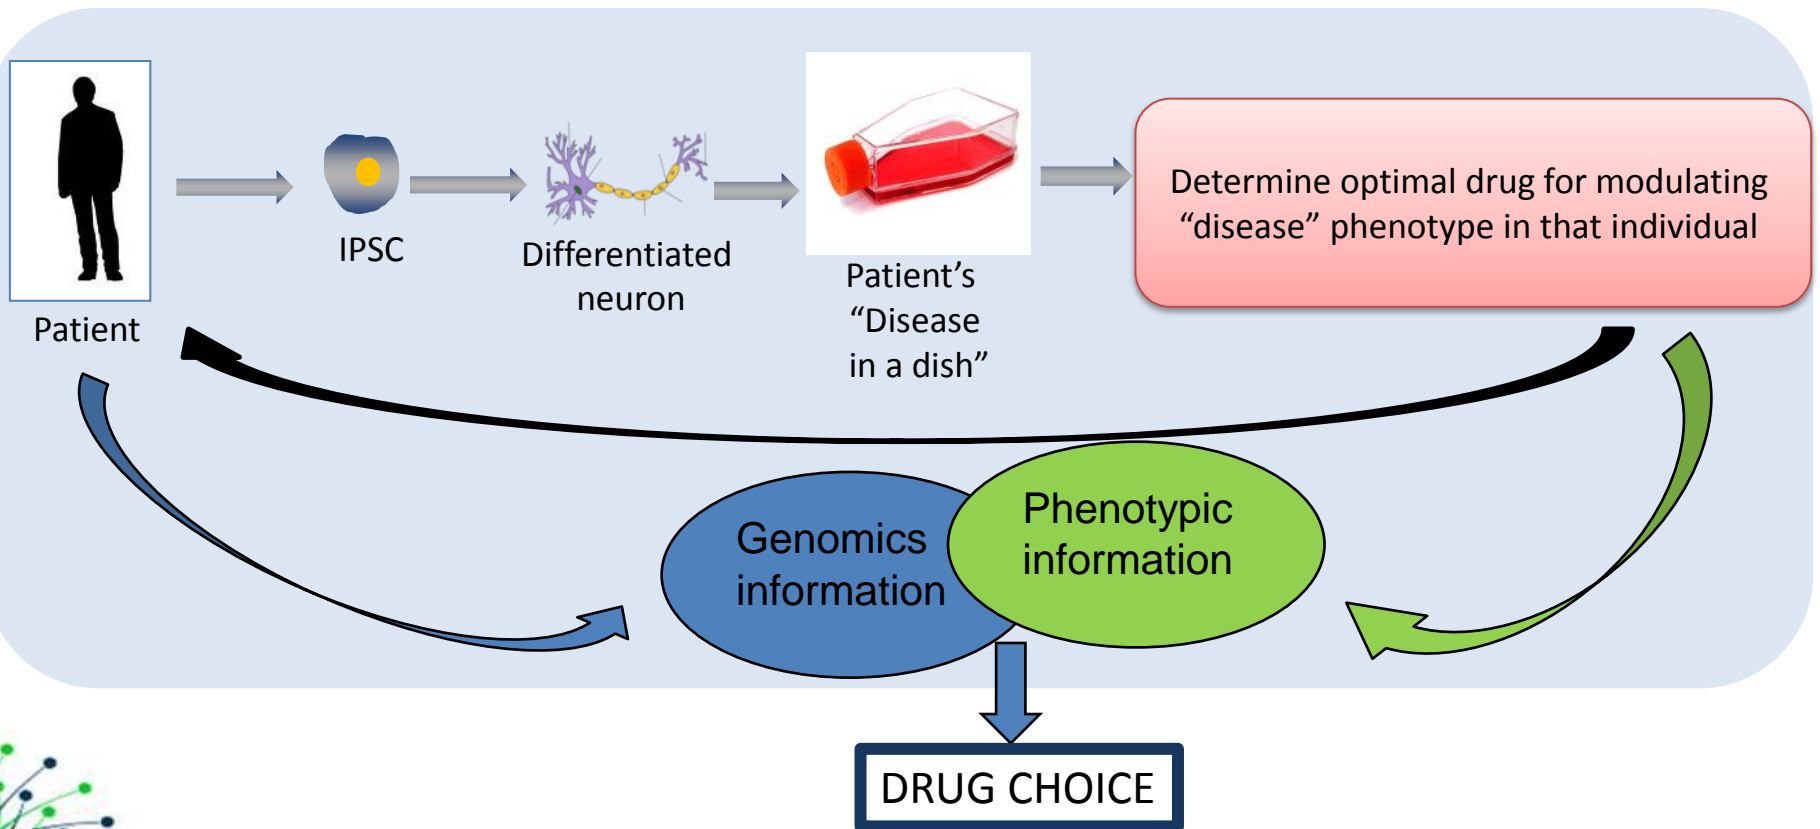 Patient
IPSC
Differentiated
neuron
Patient’s
“Disease
in a dish”
Determine optimal drug for modulating
“disease” phenotype in that individual
Genomics
information
Phenotypic
information
DRUG CHOICE